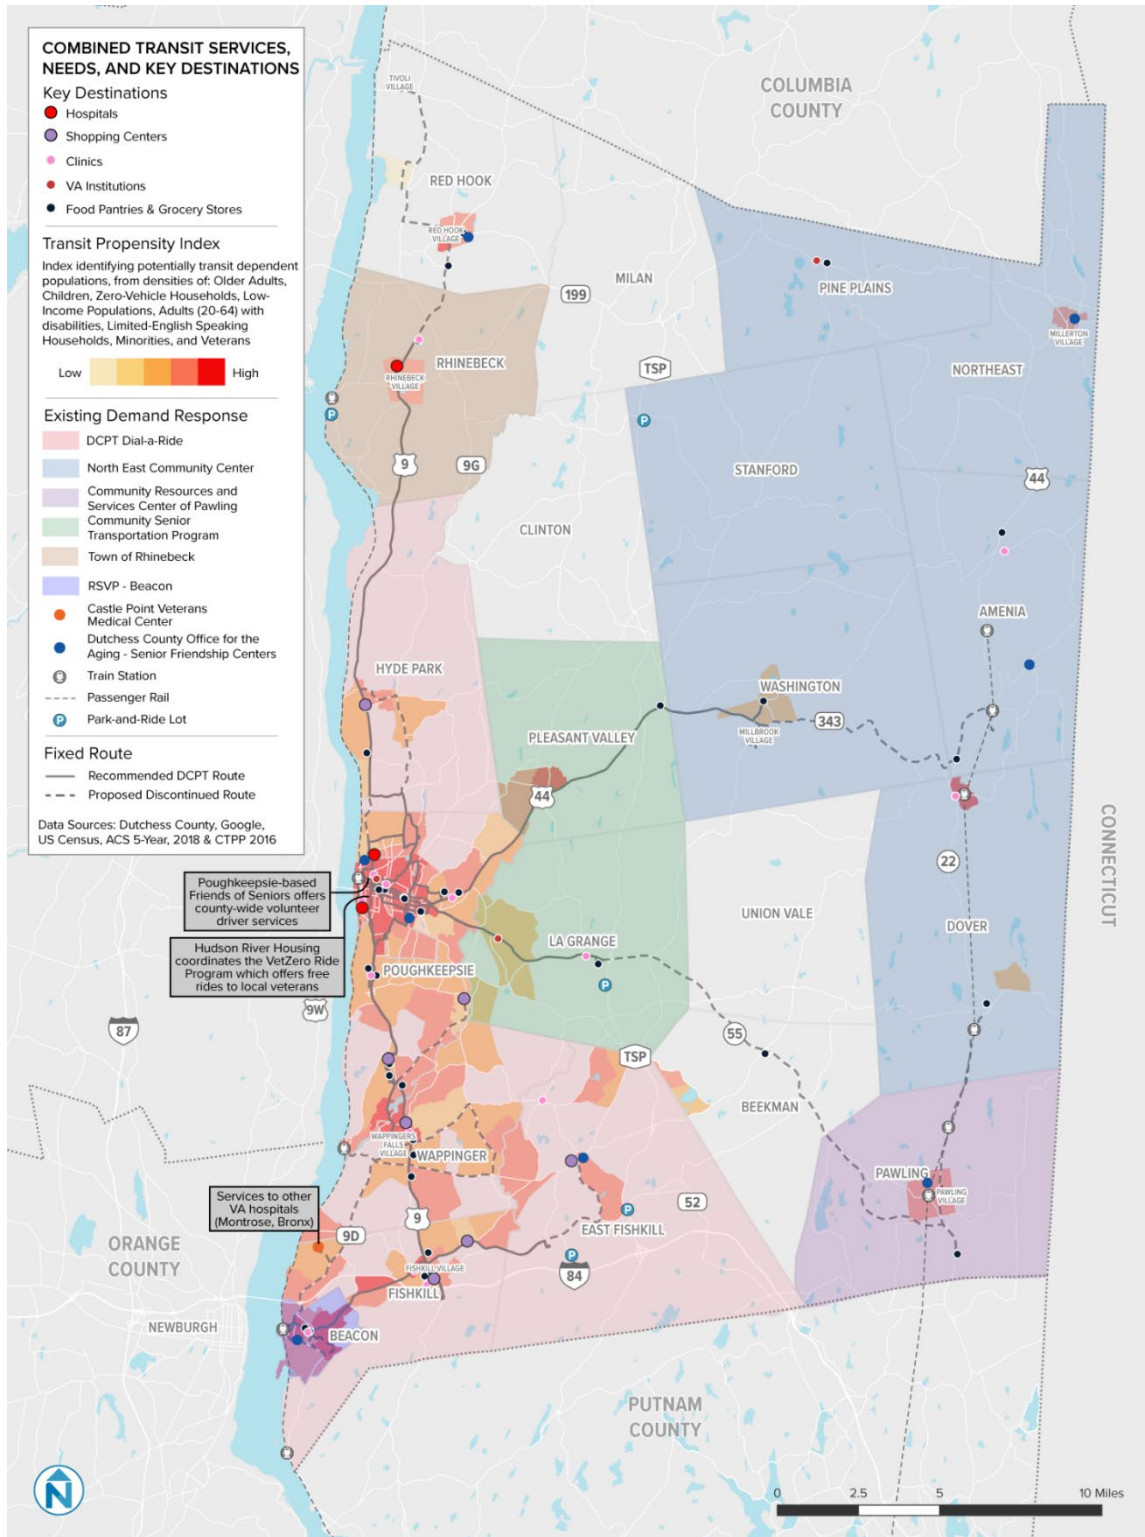 COMBINED TRANSIT SERVICES,
NEEDS, AND KEY DESTINATIONS
Key Destinations
Hospitals
Shopping Centers
Clinics
VA Institutions
Food Pantries & Grocery Stores
Transit Propensity Index
Index identifying potentially transit dependent
populations, from densities of: Older Adults,
Children, Zero-Vehicle Households, Low-
Income Populations, Adults (20-64) with
disabilities, Limited-English Speaking
Households, Minorities, and Veterans
Low High
Existing Demand Response
DCPT Dial-a-Ride
North East Community Center
Community Resources and
Services Center of Pawling
Community Senior
Transportation Program
Town of Rhinebeck
RSVP - Beacon
Castle Point Veterans
Medical Center
Dutchess County Office for the
Aging - Senior Friendship Centers
Train Station
Passenger Rail
P Park-and-Ride Lot
Fixed Route
Recommended DCPT Route
Proposed Discontinued Route
Data Sources: Dutchess County, Google,
US Census, ACS 5-Year, 2018 & CTPP 2016
TIVOLI
VILLAGE
COLUMBIA
COUNTY
RED HOOK
RED HOOK
VILLAGE
MILAN
199
PINE PLAINS
MILLERTON
VILLAGE
RHINEBECK
RHINEBECK
VILLAGE
TSP
NORTHEAST
P
P
9
9G
STANFORD
44
CLINTON
AMENIA
HYDE PARK
WASHINGTON
MILLBROOK
VILLAGE
343
PLEASANT VALLEY
44
CONNECTICUT
22
Poughkeepsie-based
Friends of Seniors offers
county-wide volunteer
driver services
Hudson River Housing
coordinates the VetZero Ride
Program which offers free
rides to local veterans
UNION VALE
DOVER
LA GRANGE
POUGHKEEPSIE
P
9W
87
55
TSP
BEEKMAN
WAPPINGERS
FALLS
VILLAGE
WAPPINGER
PAWLING
PAWLING
VILLAGE
Services to other
VA hospitals
(Montrose, Bronx)
9
9D
52
P
EAST FISHKILL
P
84
ORANGE
COUNTY
FISHKILL VILLAGE
FISHKILL
NEWBURGH
BEACON
PUTNAM
COUNTY
N
0 2.5 5 10 Miles